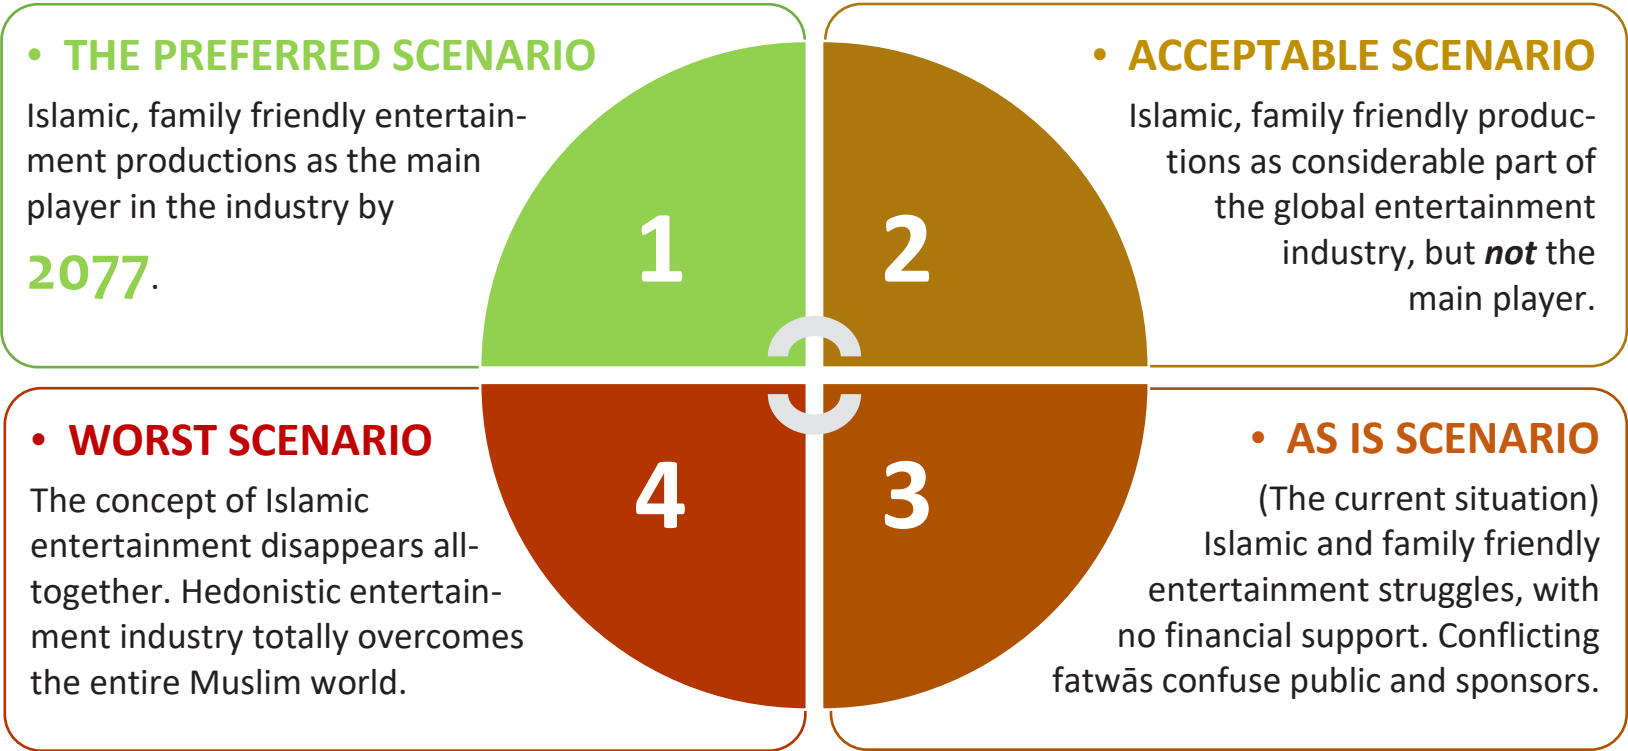 • THE PREFERRED SCENARIO
Islamic, family friendly entertain-
ment productions as the main
player in the industry by
2077.
1
• ACCEPTABLE SCENARIO
Islamic, family friendly produc-
tions as considerable part of
the global entertainment
industry, but not the
main player.
2
• WORST SCENARIO
The concept of Islamic
entertainment disappears all-
together. Hedonistic entertain-
ment industry totally overcomes
the entire Muslim world.
4
• AS IS SCENARIO
(The current situation)
Islamic and family friendly
entertainment struggles, with
no financial support. Conflicting
fatwās confuse public and sponsors.
3